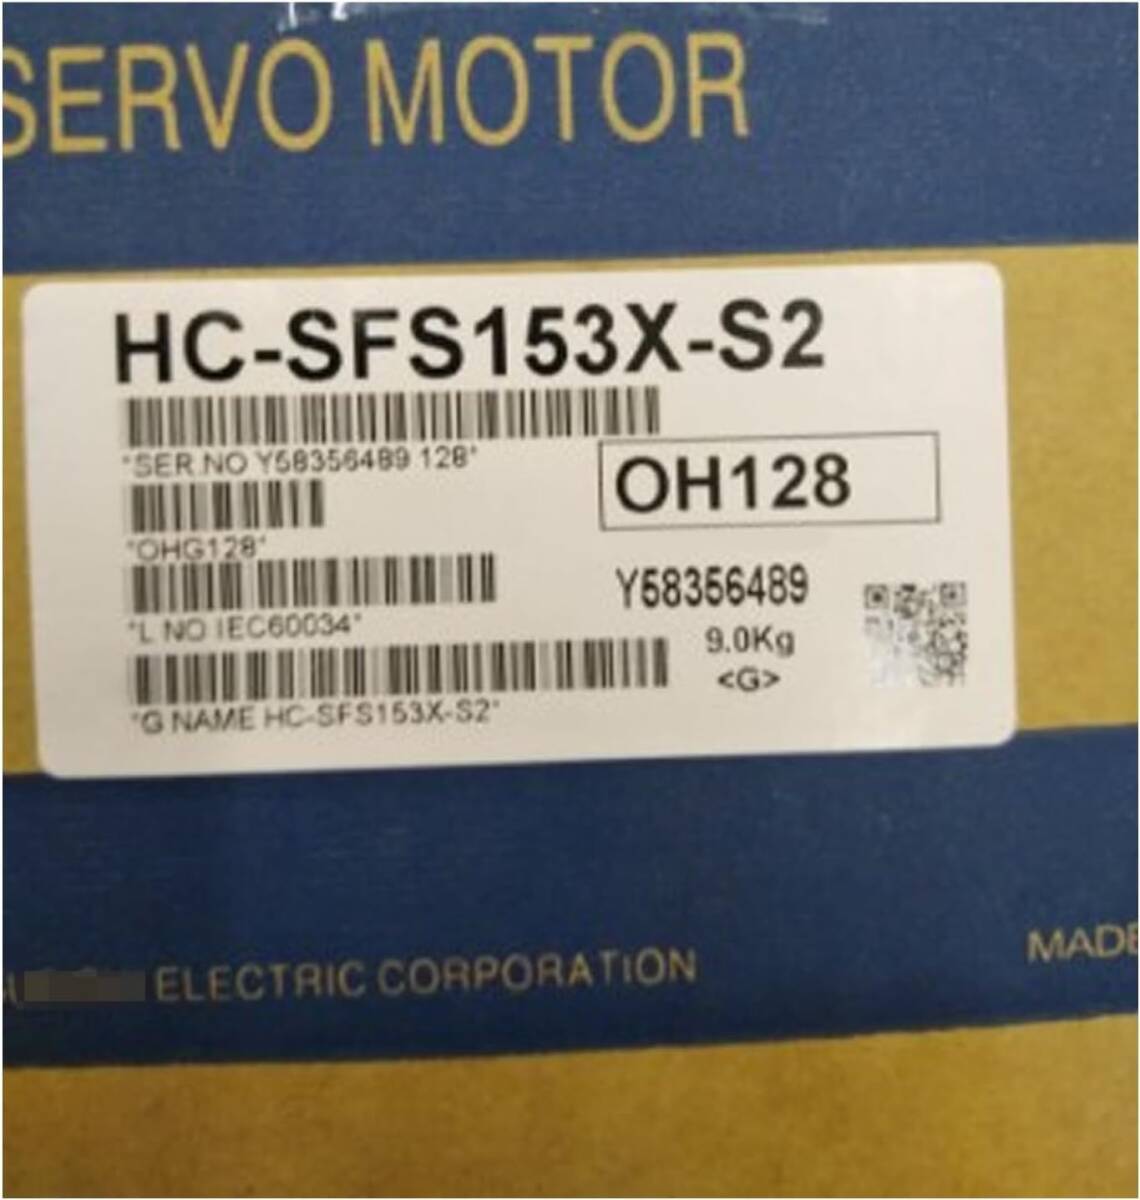 SERVO MOTOR
HC-SFS153X-S2
*SER.NO Y58356489 128*
OH128
*OHG128*
Y58356489
*L NO IEC60034*
9.0Kg
<G>
*G NAME HC-SFS153X-S2*
ELECTRIC CORPORATION
MADE